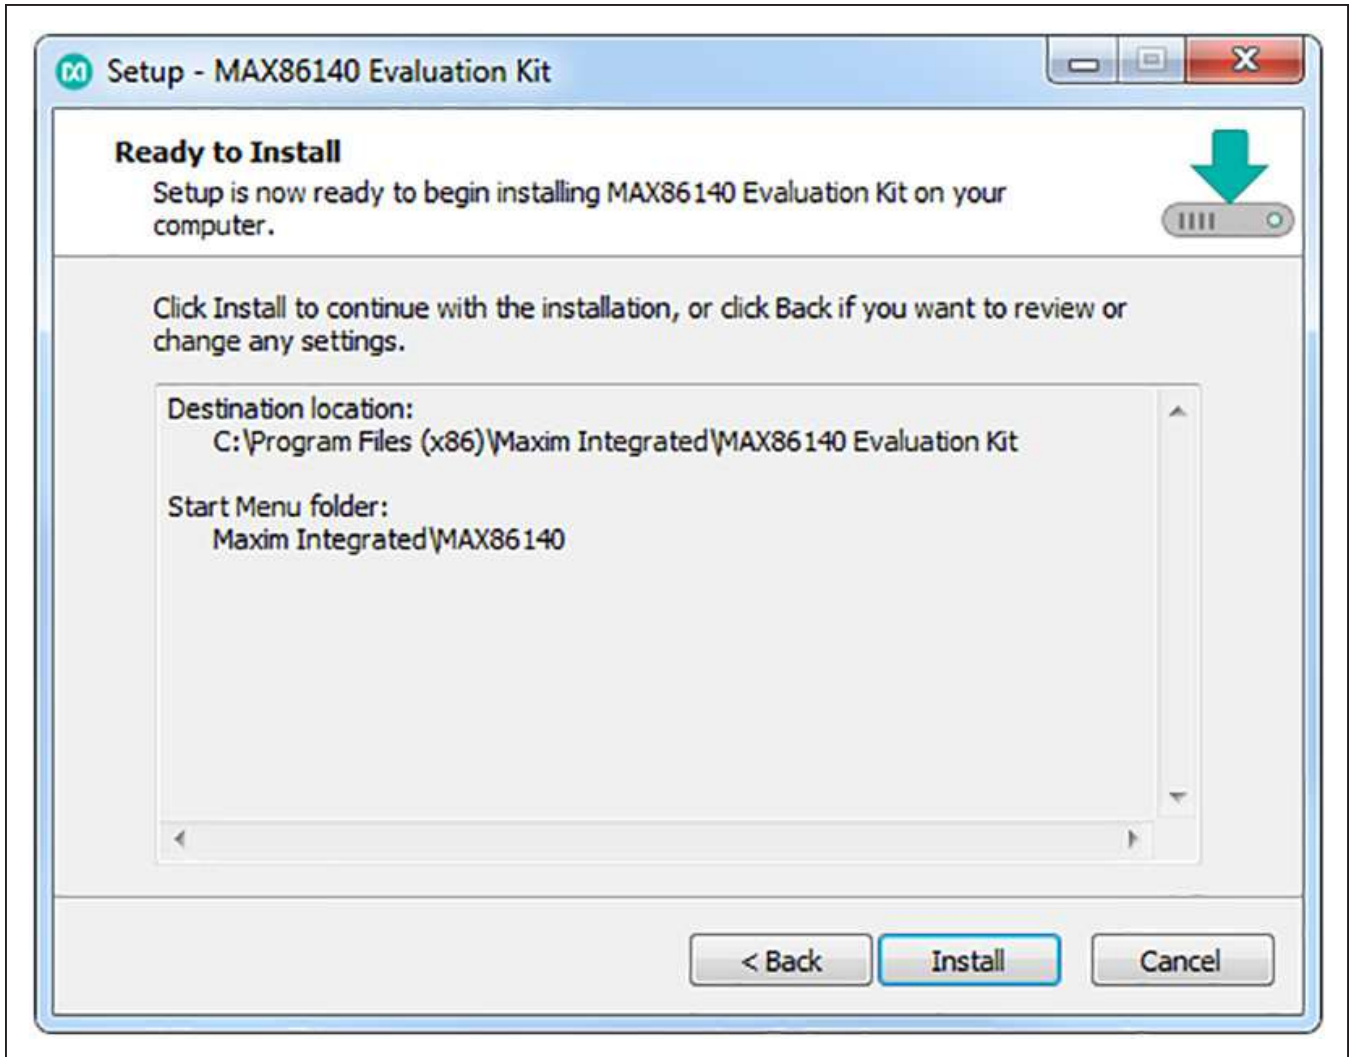 Setup - MAX86140 Evaluation Kit
Ready to Install
Setup is now ready to begin installing MAX86140 Evaluation Kit on your
computer.
Click Install to continue with the installation, or click Back if you want to review or
change any settings.
Destination location:
C:\Program Files (x86)\Maxim Integrated\MAX86140 Evaluation Kit
Start Menu folder:
Maxim Integrated\MAX86140
< Back
Install
Cancel